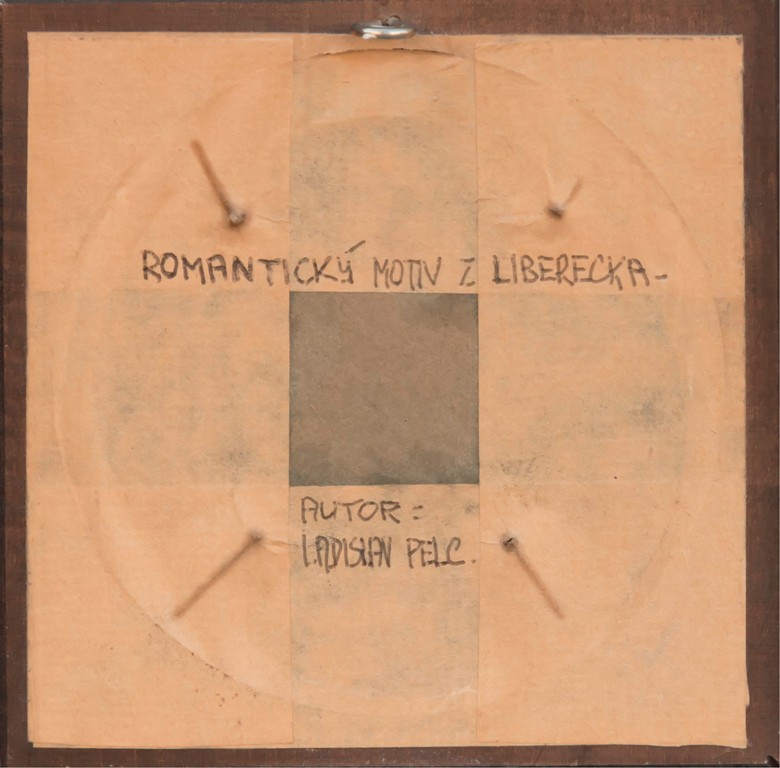 ROMANTICKÝ MOTIV Z LIBERECKA-
AUTOR =
LADISLAV PELC.